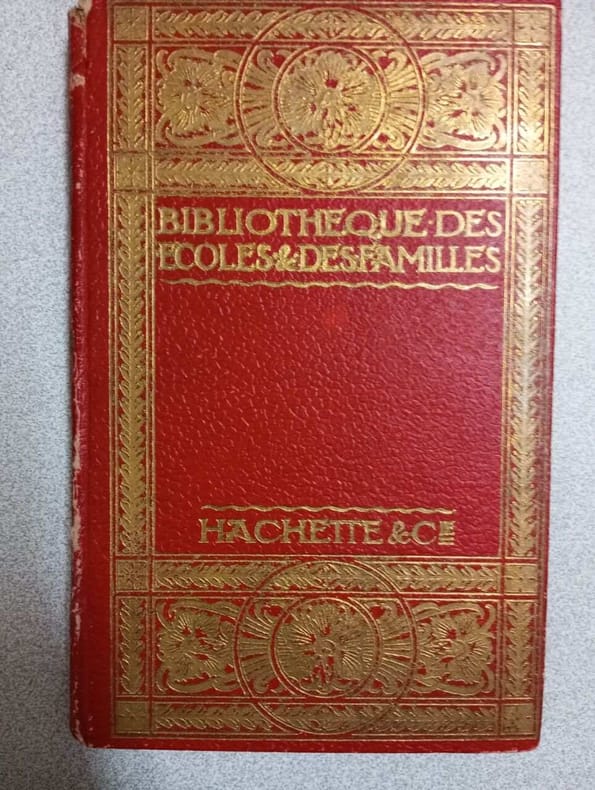 BIBLIOTHEQUE·DES
ECOLES·&·DES FAMILLES
HACHETTE & CIE